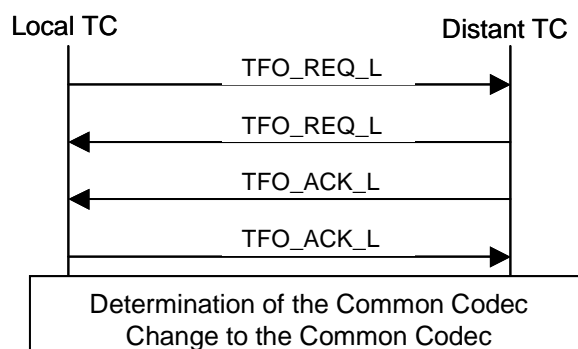 Local TC
Distant TC
TFO_REQ_L
TFO_REQ_L
TFO_ACK_L
TFO_ACK_L
Determination of the Common Codec
Change to the Common Codec